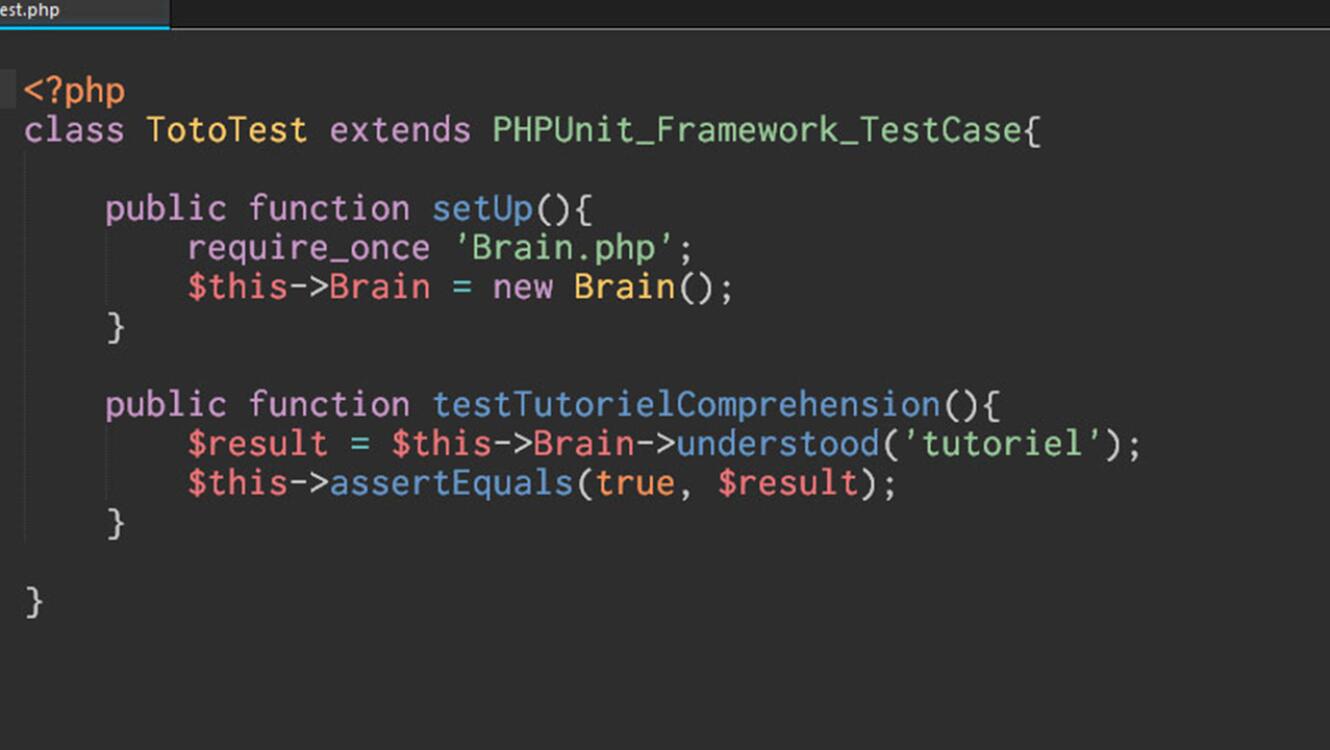 est.php
<?php
class TotoTest extends PHPUnit_Framework_TestCase{
    public function setUp(){
        require_once 'Brain.php';
        $this->Brain = new Brain();
    }
    public function testTutorielComprehension(){
        $result = $this->Brain->understood('tutoriel');
        $this->assertEquals(true, $result);
    }
}